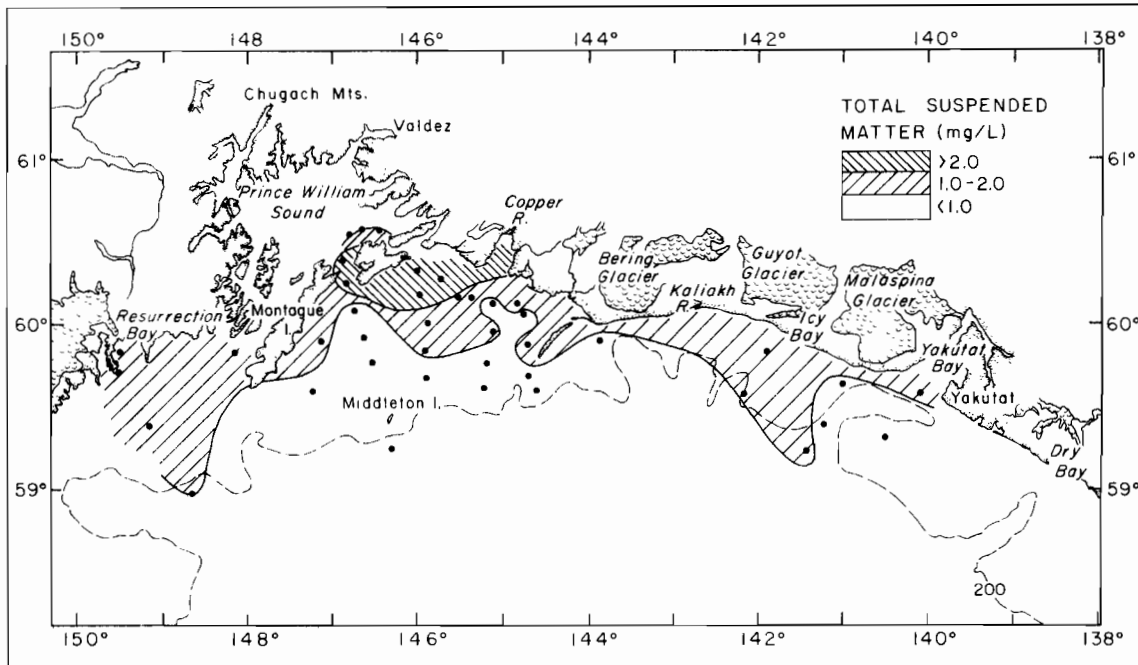 150° 148 146 144° 142° 140° 138°
Chugach Mts.
Valdez
TOTAL SUSPENDED
MATTER (mg/L)
>2.0
1.0-2.0
<1.0
61°
61°
Prince William
Sound
Copper
R.
Bering
Glacier
Guyot
Glacier
Malaspina
Glacier
Kaliakh
R.
Icy
Bay
60°
60°
Resurrection
Bay
Montague
I.
Yakutat
Bay
Yakutat
Middleton I.
Dry
Bay
59°
59°
200
150° 148° 146° 144° 142° 140° 138°